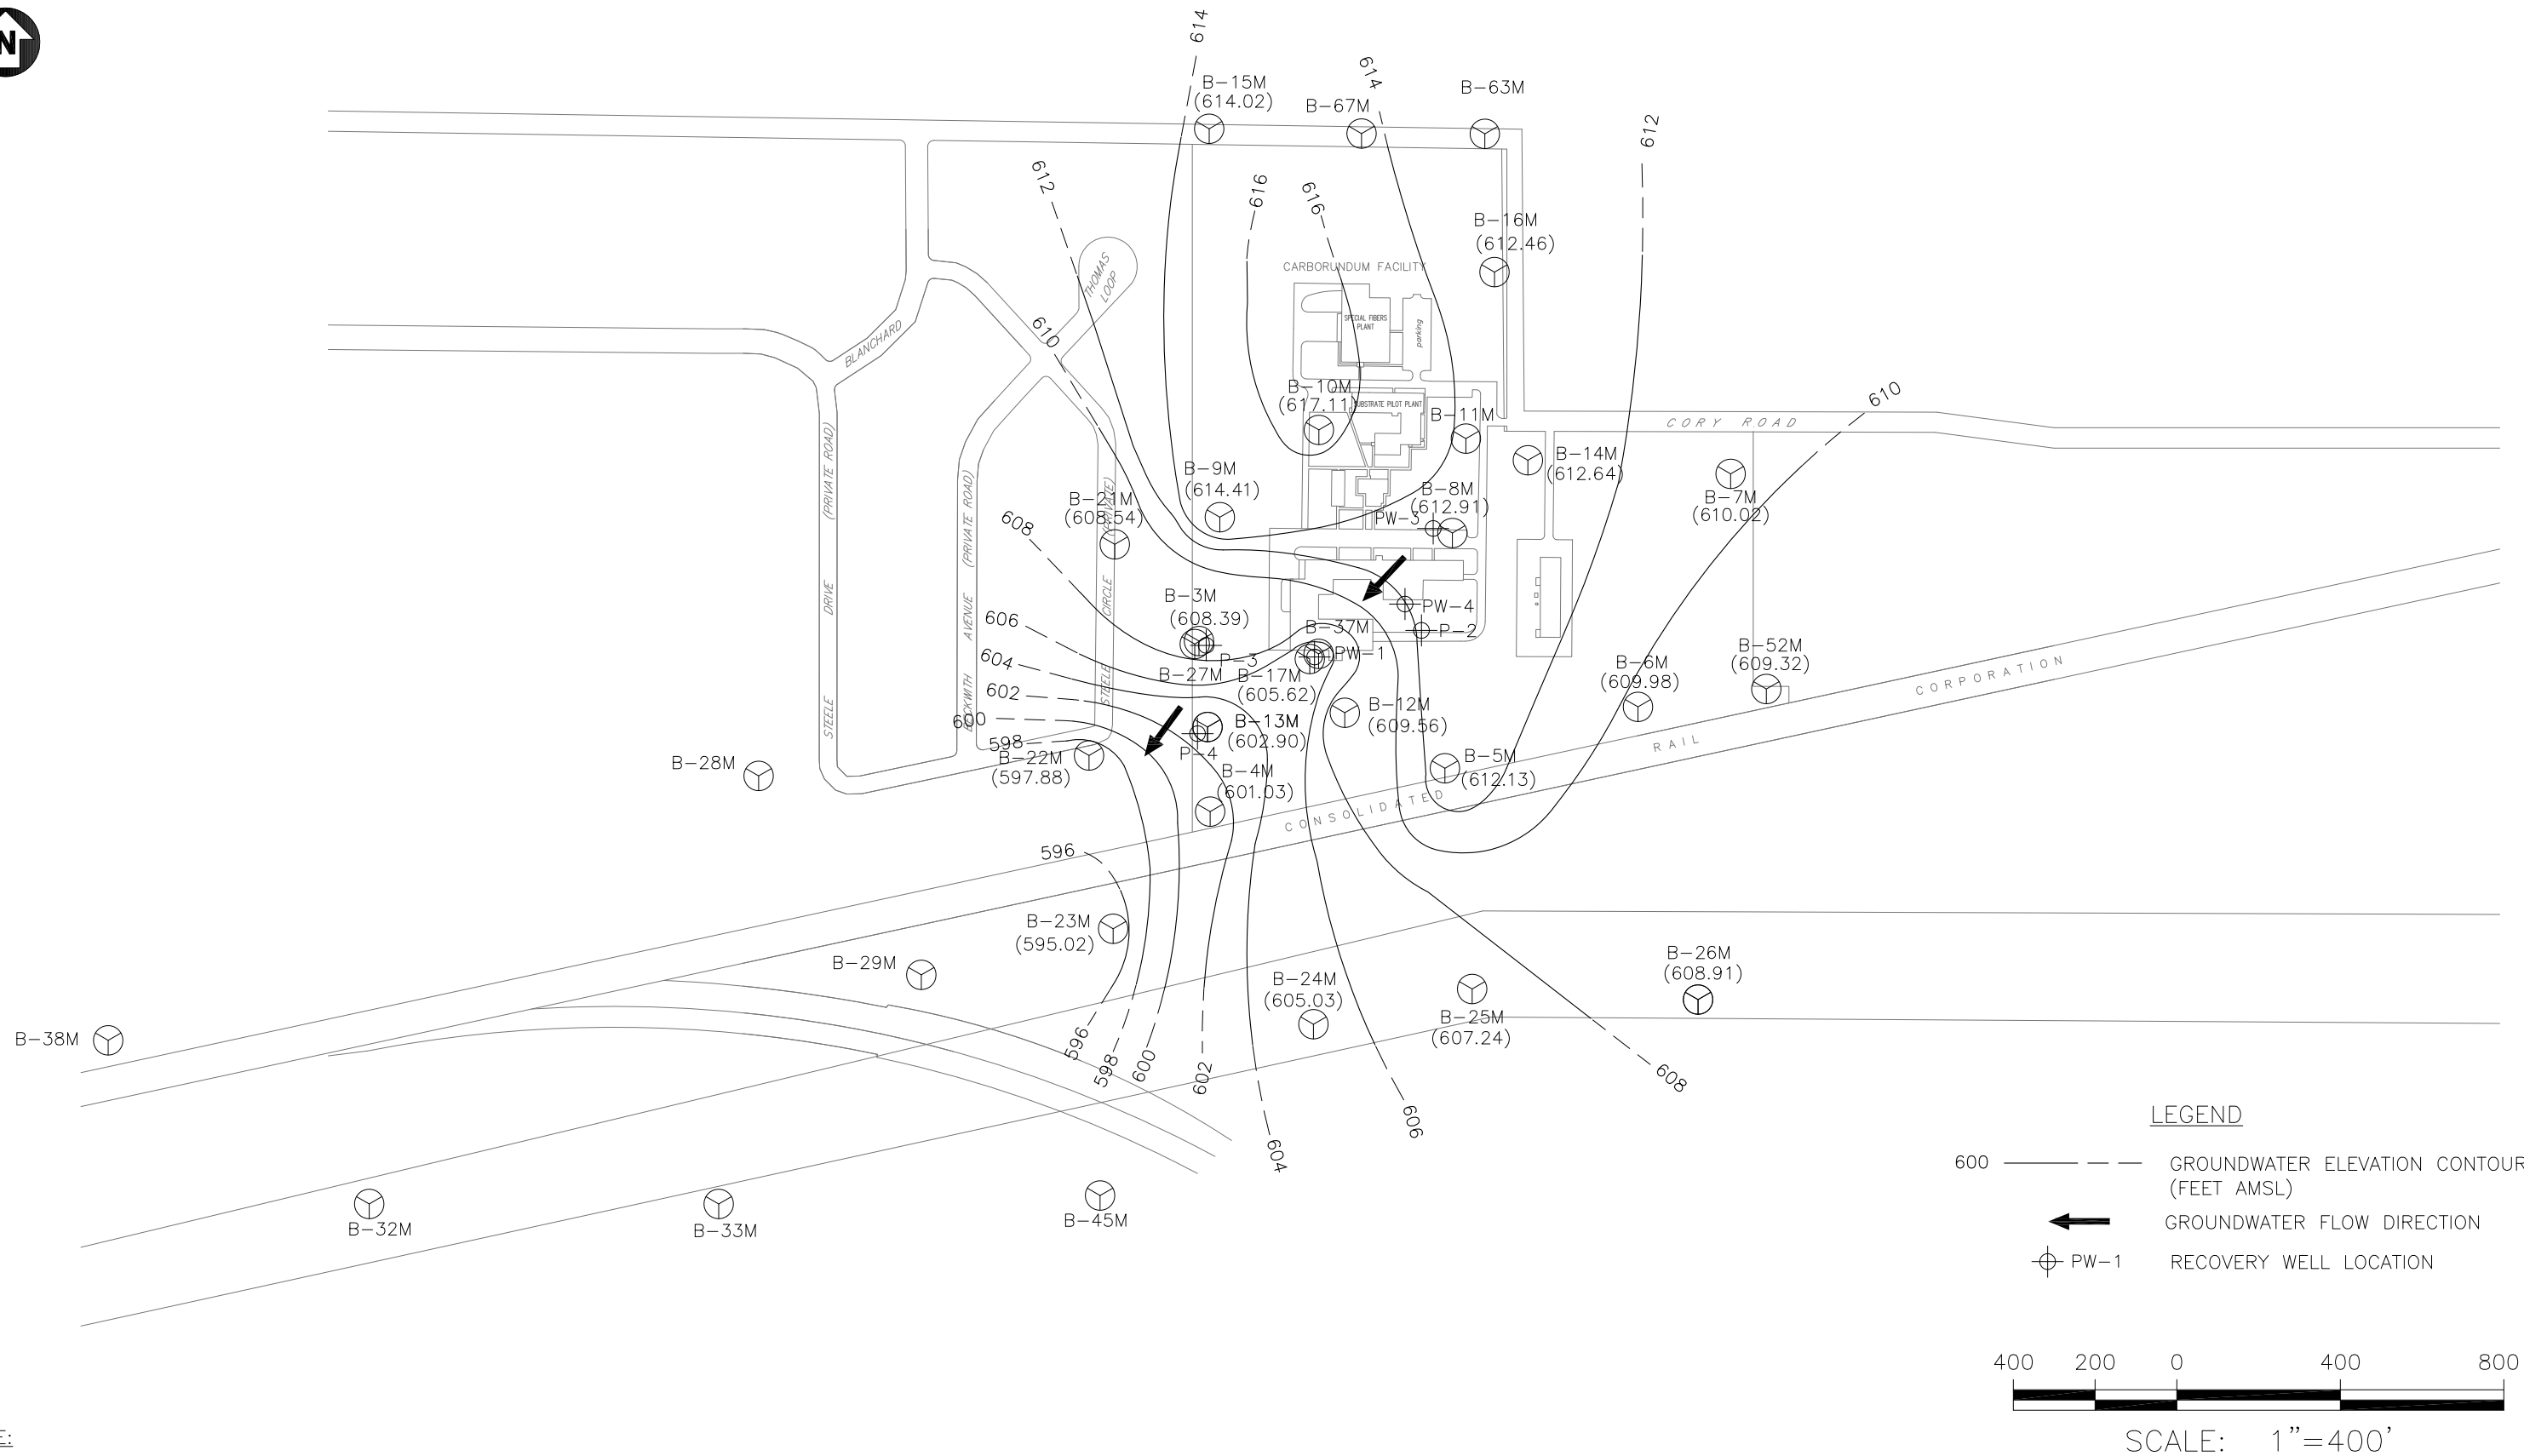 N
614
614
B-15M
(614.02)
B-67M
B-63M
612
612
616
616
B-16M
(612.46)
CARBORUNDUM FACILITY
THOMAS
LOOP
SPECIAL FIBERS
PLANT
parking
610
BLANCHARD
B-10M
(617.11)
SUBSTRATE PILOT PLANT
B-11M
610
CORY ROAD
B-14M
(612.64)
B-9M
(614.41)
B-8M
(612.91)
PW-3
B-7M
(610.02)
B-21M
(608.54)
608
STEELE DRIVE (PRIVATE ROAD)
BECKWITH AVENUE (PRIVATE ROAD)
STEELE CIRCLE (PRIVATE)
B-3M
(608.39)
PW-4
P-2
B-37M
PW-1
606
604
602
600
598
P-3
B-27M
B-17M
(605.62)
B-12M
(609.56)
B-6M
(609.98)
B-52M
(609.32)
CONSOLIDATED RAIL CORPORATION
B-13M
(602.90)
P-4
B-22M
(597.88)
B-28M
B-4M
(601.03)
B-5M
(612.13)
596
B-23M
(595.02)
B-29M
B-24M
(605.03)
B-25M
(607.24)
B-26M
(608.91)
B-38M
596
598
600
602
604
606
608
B-32M
B-33M
B-45M
LEGEND
600 GROUNDWATER ELEVATION CONTOUR
(FEET AMSL)
GROUNDWATER FLOW DIRECTION
PW-1 RECOVERY WELL LOCATION
400 200 0 400 800
SCALE: 1"=400'
E: